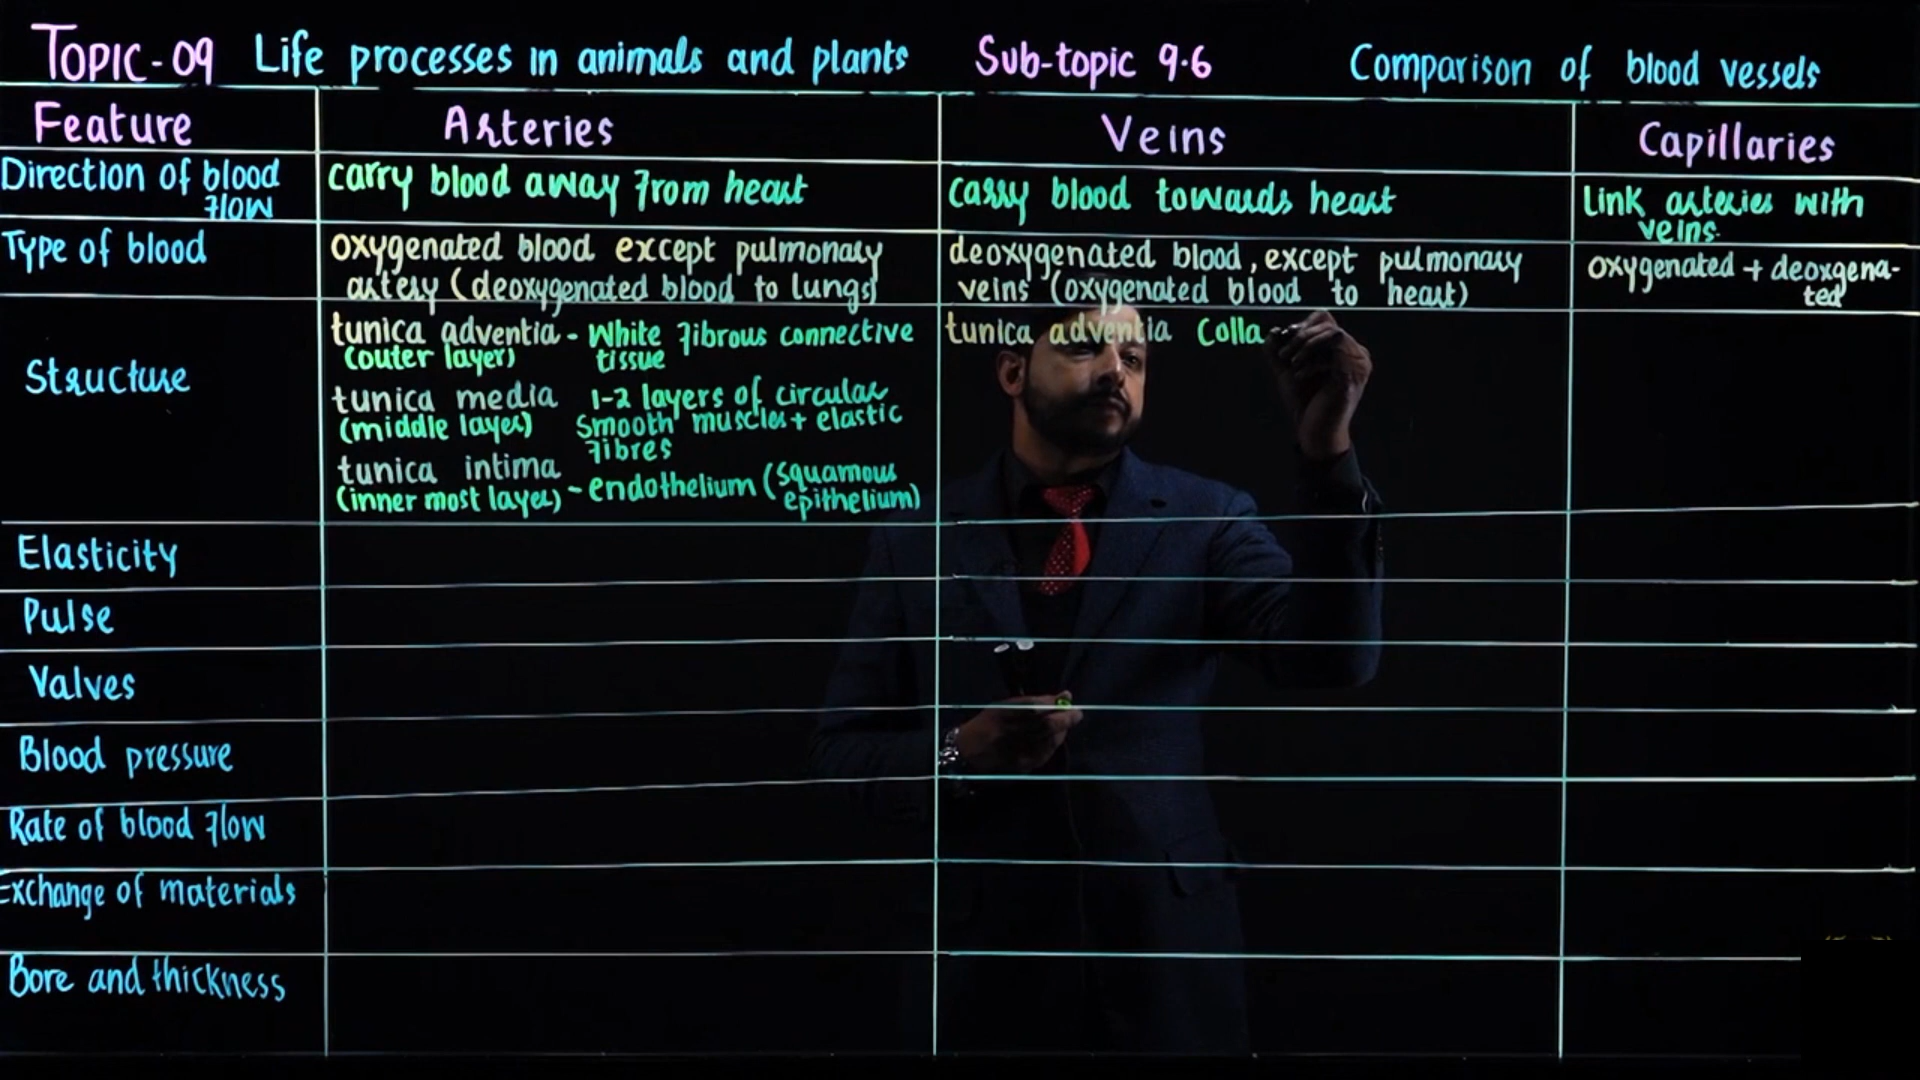 TOPIC-09 Life processes in animals and plants Sub-topic 9.6 Comparison of blood vessels
Feature Arteries Veins Capillaries
Direction of blood flow
carry blood away from heart
carry blood towards heart
Link arteries with
veins.
Type of blood
oxygenated blood except pulmonary
artery (deoxygenated blood to lungs)
deoxygenated blood, except pulmonary
veins (oxygenated blood to heart)
oxygenated + deoxgena-
ted
Structure
tunica adventia - White fibrous connective
(outer layer) tissue
tunica media 1-2 layers of circular
(middle layer) Smooth muscles + elastic
fibres
tunica intima
(inner most layer) - endothelium (squamous
epithelium)
tunica adventia Colla
Elasticity
Pulse
Valves
Blood pressure
Rate of blood flow
Exchange of materials
Bore and thickness